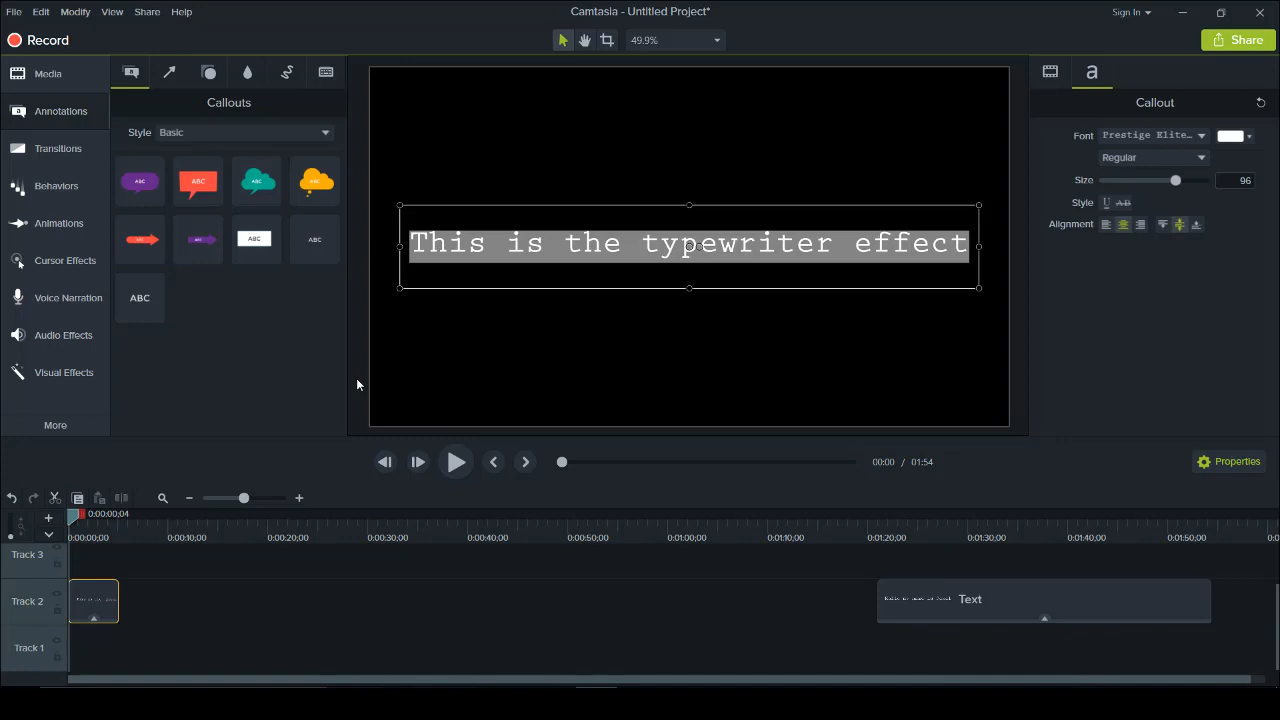 File Edit Modify View Share Help
Camtasia - Untitled Project*
Sign In
Record
49.9%
Share
Media
Annotations
Transitions
Behaviors
Animations
Cursor Effects
Voice Narration
Audio Effects
Visual Effects
More
Callouts
Style Basic
ABC ABC ABC ABC
ABC ABC ABC ABC
ABC
This is the typewriter effect
a
Callout
Font Prestige Elite...
Regular
Size 96
Style U AB
Alignment
00:00 / 01:54
Properties
0:00:00;04
0:00:00;00 0:00:10;00 0:00:20;00 0:00:30;00 0:00:40;00 0:00:50;00 0:01:00;00 0:01:10;00 0:01:20;00 0:01:30;00 0:01:40;00 0:01:50;00
Track 3
Track 2
Text
Track 1